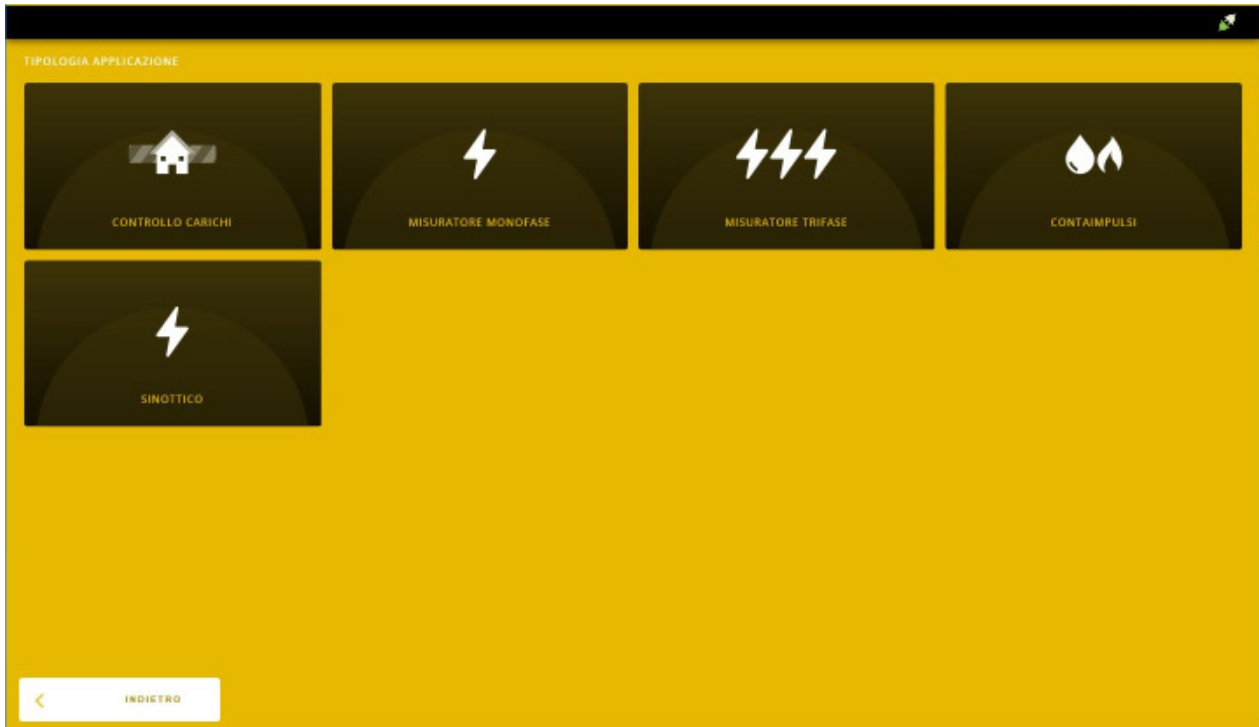 TIPOLOGIA APPLICAZIONE
CONTROLLO CARICHI
MISURATORE MONOFASE
MISURATORE TRIFASE
CONTAIMPULSI
SINOTTICO
INDIETRO